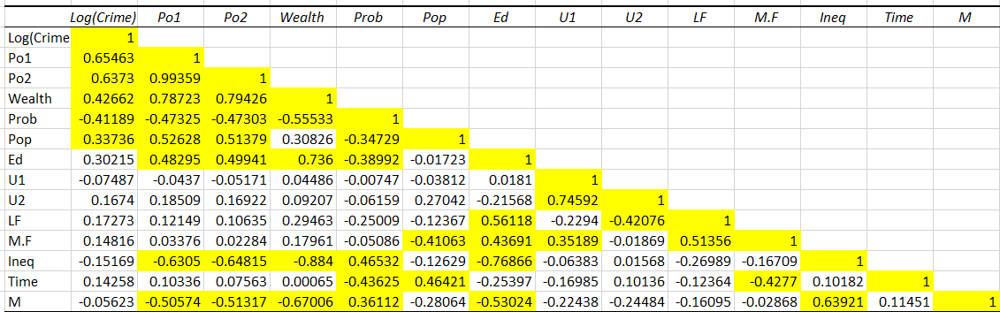 Log(Crime) Po1 Po2 Wealth Prob Pop Ed U1 U2 LF M.F Ineq Time M
Log(Crime 1
Po1 0.65463 1
Po2 0.6373 0.99359 1
Wealth 0.42662 0.78723 0.79426 1
Prob -0.41189 -0.47325 -0.47303 -0.55533 1
Pop 0.33736 0.52628 0.51379 0.30826 -0.34729 1
Ed 0.30215 0.48295 0.49941 0.736 -0.38992 -0.01723 1
U1 -0.07487 -0.0437 -0.05171 0.04486 -0.00747 -0.03812 0.0181 1
U2 0.1674 0.18509 0.16922 0.09207 -0.06159 0.27042 -0.21568 0.74592 1
LF 0.17273 0.12149 0.10635 0.29463 -0.25009 -0.12367 0.56118 -0.2294 -0.42076 1
M.F 0.14816 0.03376 0.02284 0.17961 -0.05086 -0.41063 0.43691 0.35189 -0.01869 0.51356 1
Ineq -0.15169 -0.6305 -0.64815 -0.884 0.46532 -0.12629 -0.76866 -0.06383 0.01568 -0.26989 -0.16709 1
Time 0.14258 0.10336 0.07563 0.00065 -0.43625 0.46421 -0.25397 -0.16985 0.10136 -0.12364 -0.4277 0.10182 1
M -0.05623 -0.50574 -0.51317 -0.67006 0.36112 -0.28064 -0.53024 -0.22438 -0.24484 -0.16095 -0.02868 0.63921 0.11451 1